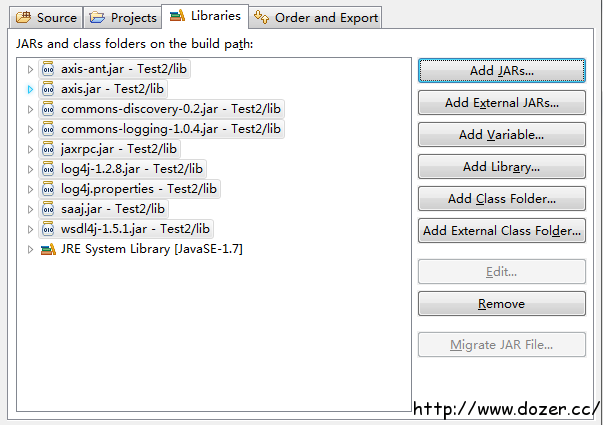 Source Projects Libraries Order and Export
JARs and class folders on the build path:
axis-ant.jar - Test2/lib
axis.jar - Test2/lib
commons-discovery-0.2.jar - Test2/lib
commons-logging-1.0.4.jar - Test2/lib
jaxrpc.jar - Test2/lib
log4j-1.2.8.jar - Test2/lib
log4j.properties - Test2/lib
saaj.jar - Test2/lib
wsdl4j-1.5.1.jar - Test2/lib
JRE System Library [JavaSE-1.7]
Add JARs...
Add External JARs...
Add Variable...
Add Library...
Add Class Folder...
Add External Class Folder...
Edit...
Remove
Migrate JAR File...
http://www.dozer.cc/